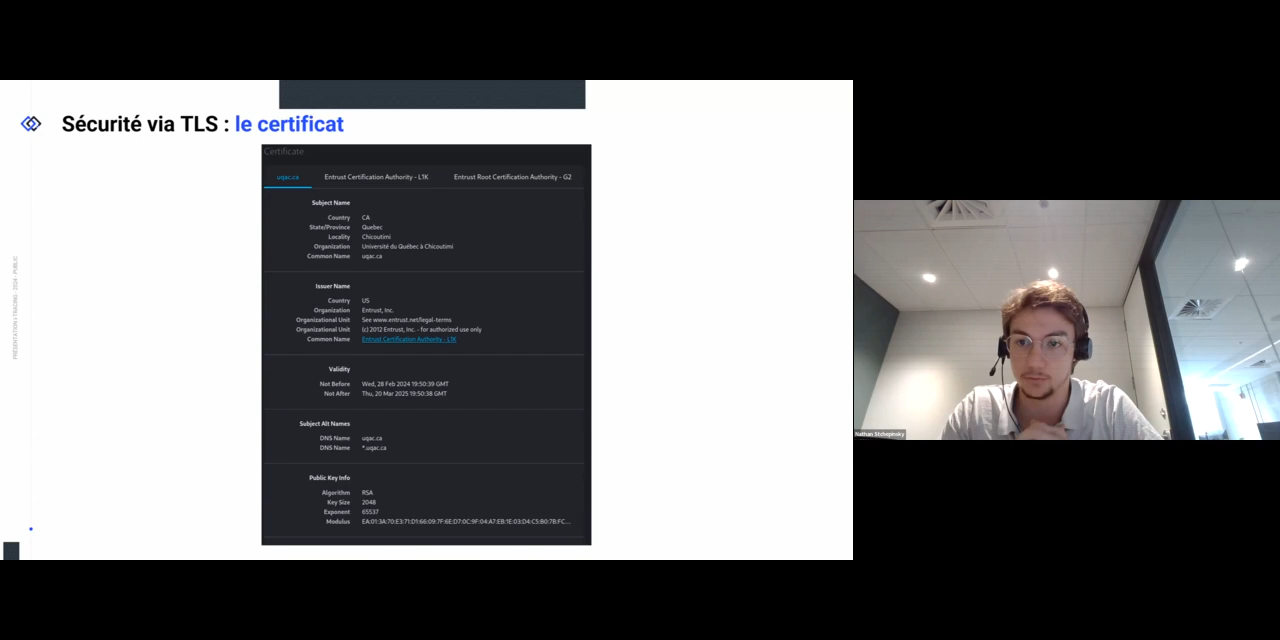 Sécurité via TLS : le certificat
Certificate
uqac.ca Entrust Certification Authority - L1K Entrust Root Certification Authority - G2
Subject Name
Country CA
State/Province Quebec
Locality Chicoutimi
Organization Université du Québec à Chicoutimi
Common Name uqac.ca
Issuer Name
Country US
Organization Entrust, Inc.
Organizational Unit See www.entrust.net/legal-terms
Organizational Unit (c) 2012 Entrust, Inc. - for authorized use only
Common Name Entrust Certification Authority - L1K
Validity
Not Before Wed, 28 Feb 2024 19:50:39 GMT
Not After Thu, 20 Mar 2025 19:50:38 GMT
Subject Alt Names
DNS Name uqac.ca
DNS Name *.uqac.ca
Public Key Info
Algorithm RSA
Key Size 2048
Exponent 65537
Modulus EA:01:3A:70:E3:71:D1:66:09:7F:6E:D7:0C:9F:04:A7:EB:1E:03:D4:C5:B0:7B:FC...
PRÉSENTATION I-TRACING - 2024 - PUBLIC
Nathan Stchepinsky